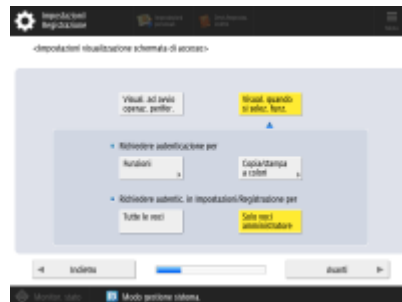 Impostazioni/
Registrazione
<Impostazioni visualizzazione schermata di accesso>
Visual. ad avvio
operaz. perifer.
Visual. quando
si selez. funz.
Richiedere autenticazione per
Funzioni
Copia/Stampa
a colori
Richiedere autentic. in Impostazioni/Registrazione per
Tutte le voci
Solo voci
amministratore
Indietro
Avanti
Monitor stato
Modo gestione sistema.